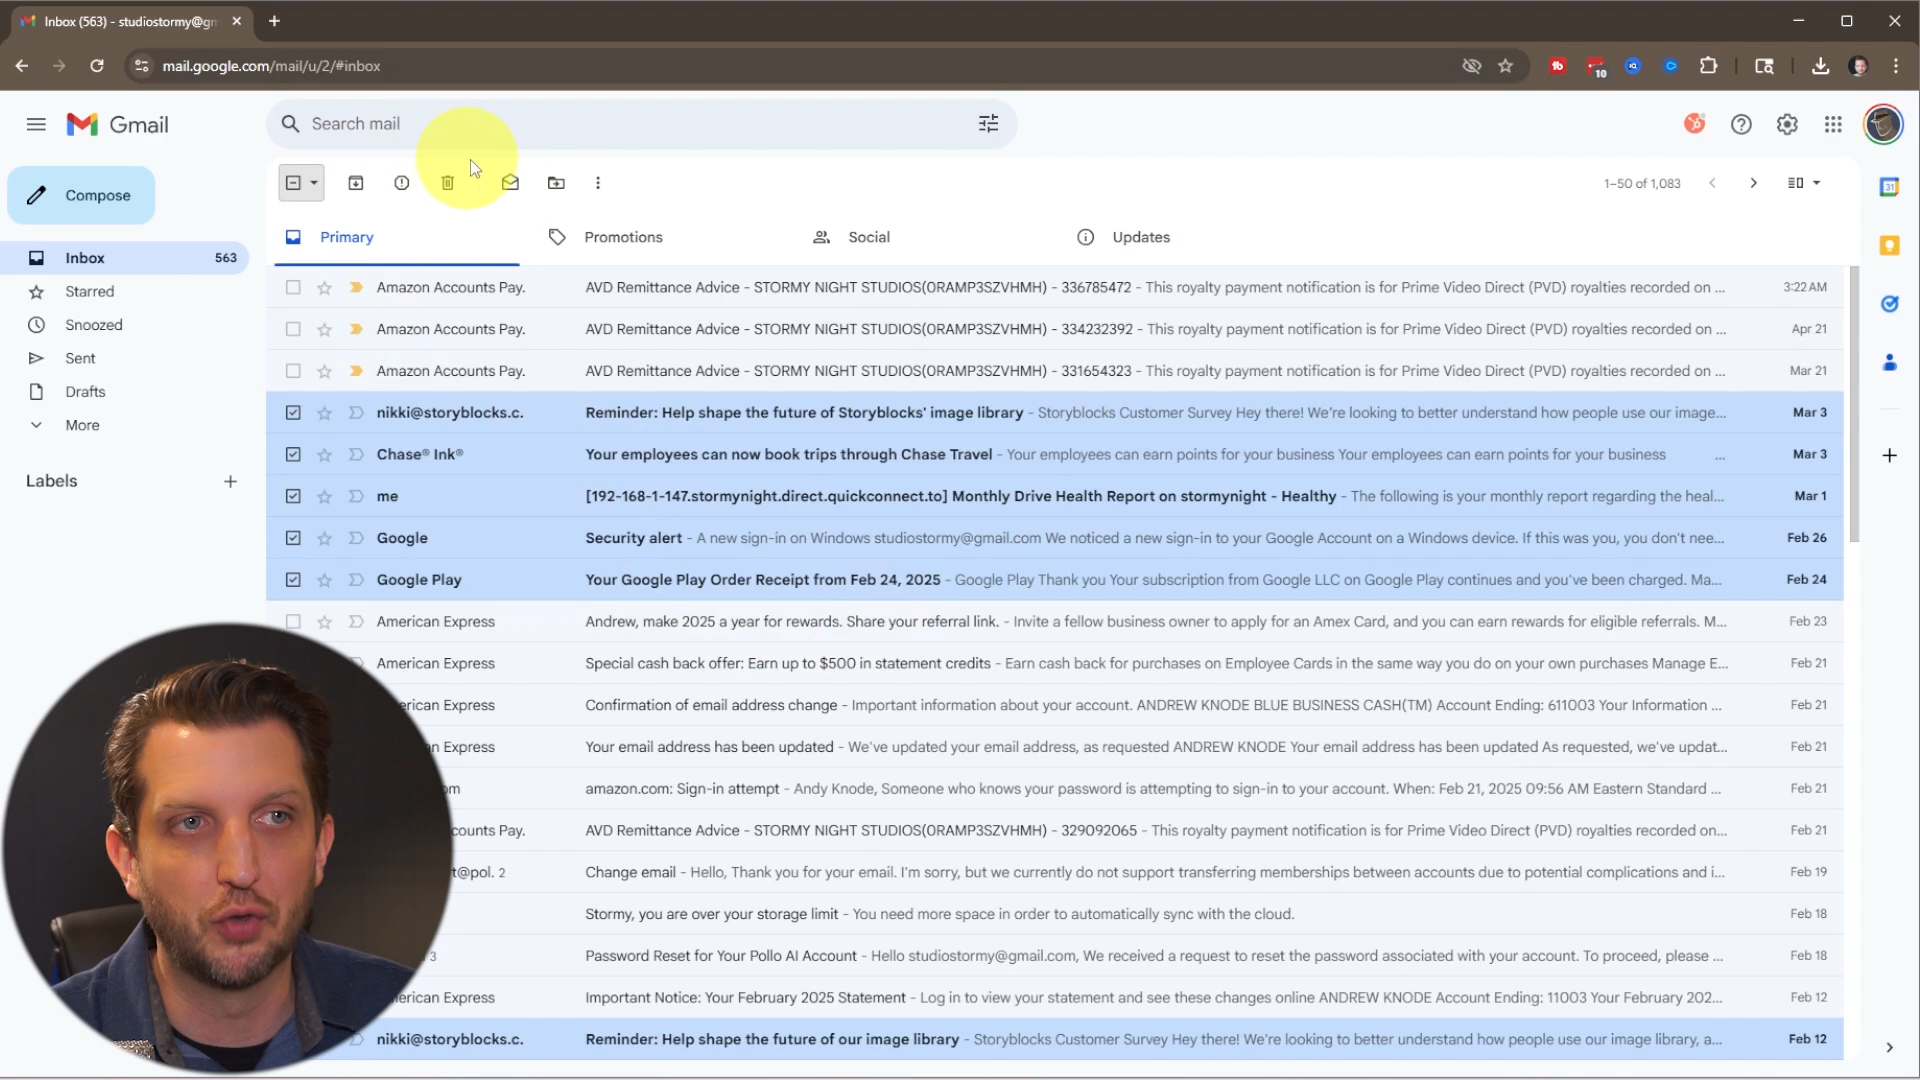 Inbox (563) - studiostormy@gm
mail.google.com/mail/u/2/#inbox
10
Gmail
Search mail
Compose
1–50 of 1,083
31
Primary
Promotions
Social
Updates
Inbox 563
Starred
Snoozed
Sent
Drafts
More
Labels
Amazon Accounts Pay. AVD Remittance Advice - STORMY NIGHT STUDIOS(0RAMP3SZVHMH) - 336785472 - This royalty payment notification is for Prime Video Direct (PVD) royalties recorded on ... 3:22 AM
Amazon Accounts Pay. AVD Remittance Advice - STORMY NIGHT STUDIOS(0RAMP3SZVHMH) - 334232392 - This royalty payment notification is for Prime Video Direct (PVD) royalties recorded on ... Apr 21
Amazon Accounts Pay. AVD Remittance Advice - STORMY NIGHT STUDIOS(0RAMP3SZVHMH) - 331654323 - This royalty payment notification is for Prime Video Direct (PVD) royalties recorded on ... Mar 21
nikki@storyblocks.c. Reminder: Help shape the future of Storyblocks' image library - Storyblocks Customer Survey Hey there! We're looking to better understand how people use our image... Mar 3
Chase® Ink® Your employees can now book trips through Chase Travel - Your employees can earn points for your business Your employees can earn points for your business ... Mar 3
me [192-168-1-147.stormynight.direct.quickconnect.to] Monthly Drive Health Report on stormynight - Healthy - The following is your monthly report regarding the heal... Mar 1
Google Security alert - A new sign-in on Windows studiostormy@gmail.com We noticed a new sign-in to your Google Account on a Windows device. If this was you, you don't nee... Feb 26
Google Play Your Google Play Order Receipt from Feb 24, 2025 - Google Play Thank you Your subscription from Google LLC on Google Play continues and you've been charged. Ma... Feb 24
American Express Andrew, make 2025 a year for rewards. Share your referral link. - Invite a fellow business owner to apply for an Amex Card, and you can earn rewards for eligible referrals. M... Feb 23
American Express Special cash back offer: Earn up to $500 in statement credits - Earn cash back for purchases on Employee Cards in the same way you do on your own purchases Manage E... Feb 21
erican Express Confirmation of email address change - Important information about your account. ANDREW KNODE BLUE BUSINESS CASH(TM) Account Ending: 611003 Your Information ... Feb 21
an Express Your email address has been updated - We've updated your email address, as requested ANDREW KNODE Your email address has been updated As requested, we've updat... Feb 21
om amazon.com: Sign-in attempt - Andy Knode, Someone who knows your password is attempting to sign-in to your account. When: Feb 21, 2025 09:56 AM Eastern Standard ... Feb 21
counts Pay. AVD Remittance Advice - STORMY NIGHT STUDIOS(0RAMP3SZVHMH) - 329092065 - This royalty payment notification is for Prime Video Direct (PVD) royalties recorded on... Feb 21
t@pol. 2 Change email - Hello, Thank you for your email. I'm sorry, but we currently do not support transferring memberships between accounts due to potential complications and i... Feb 19
Stormy, you are over your storage limit - You need more space in order to automatically sync with the cloud. Feb 18
3 Password Reset for Your Pollo AI Account - Hello studiostormy@gmail.com, We received a request to reset the password associated with your account. To proceed, please ... Feb 18
erican Express Important Notice: Your February 2025 Statement - Log in to view your statement and see these changes online ANDREW KNODE Account Ending: 11003 Your February 202... Feb 12
nikki@storyblocks.c. Reminder: Help shape the future of our image library - Storyblocks Customer Survey Hey there! We're looking to better understand how people use our image library, a... Feb 12